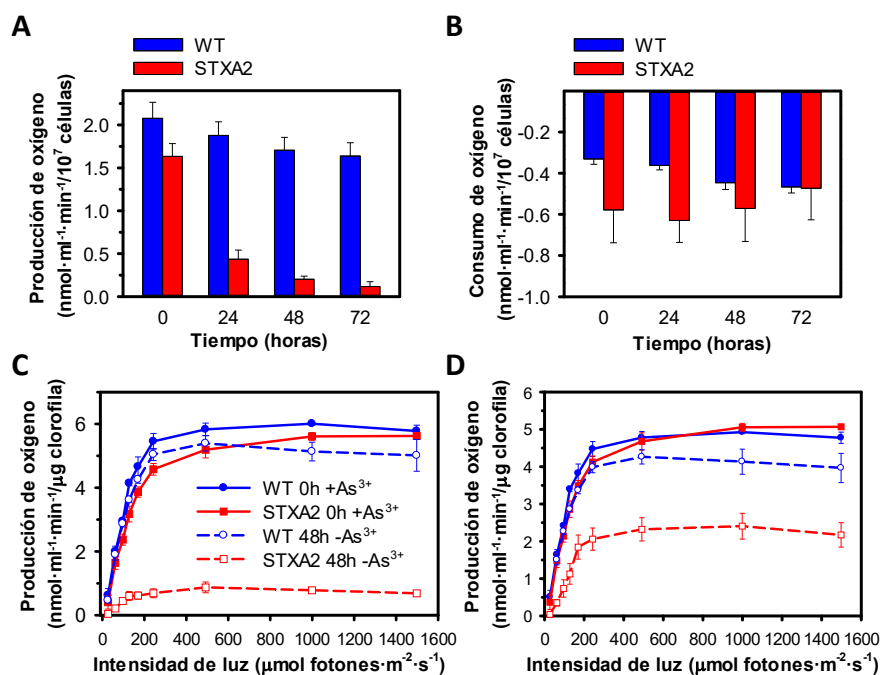 A
WT
STXA2
Producción de oxígeno
(nmol·ml⁻¹·min⁻¹/10⁷ células)
2.0
1.5
1.0
0.5
0.0
0 24 48 72
Tiempo (horas)
B
WT
STXA2
Consumo de oxígeno
(nmol·ml⁻¹·min⁻¹/10⁷ células)
-0.2
-0.4
-0.6
-0.8
-1.0
0 24 48 72
Tiempo (horas)
C
Producción de oxígeno
(nmol·ml⁻¹·min⁻¹/µg clorofila)
6
4
2
0
WT 0h +As³⁺
STXA2 0h +As³⁺
WT 48h -As³⁺
STXA2 48h -As³⁺
0 200 400 600 800 1000 1200 1400 1600
Intensidad de luz (µmol fotones·m⁻²·s⁻¹)
D
Producción de oxígeno
(nmol·ml⁻¹·min⁻¹/µg clorofila)
6
5
4
3
2
1
0
0 200 400 600 800 1000 1200 1400 1600
Intensidad de luz (µmol fotones·m⁻²·s⁻¹)